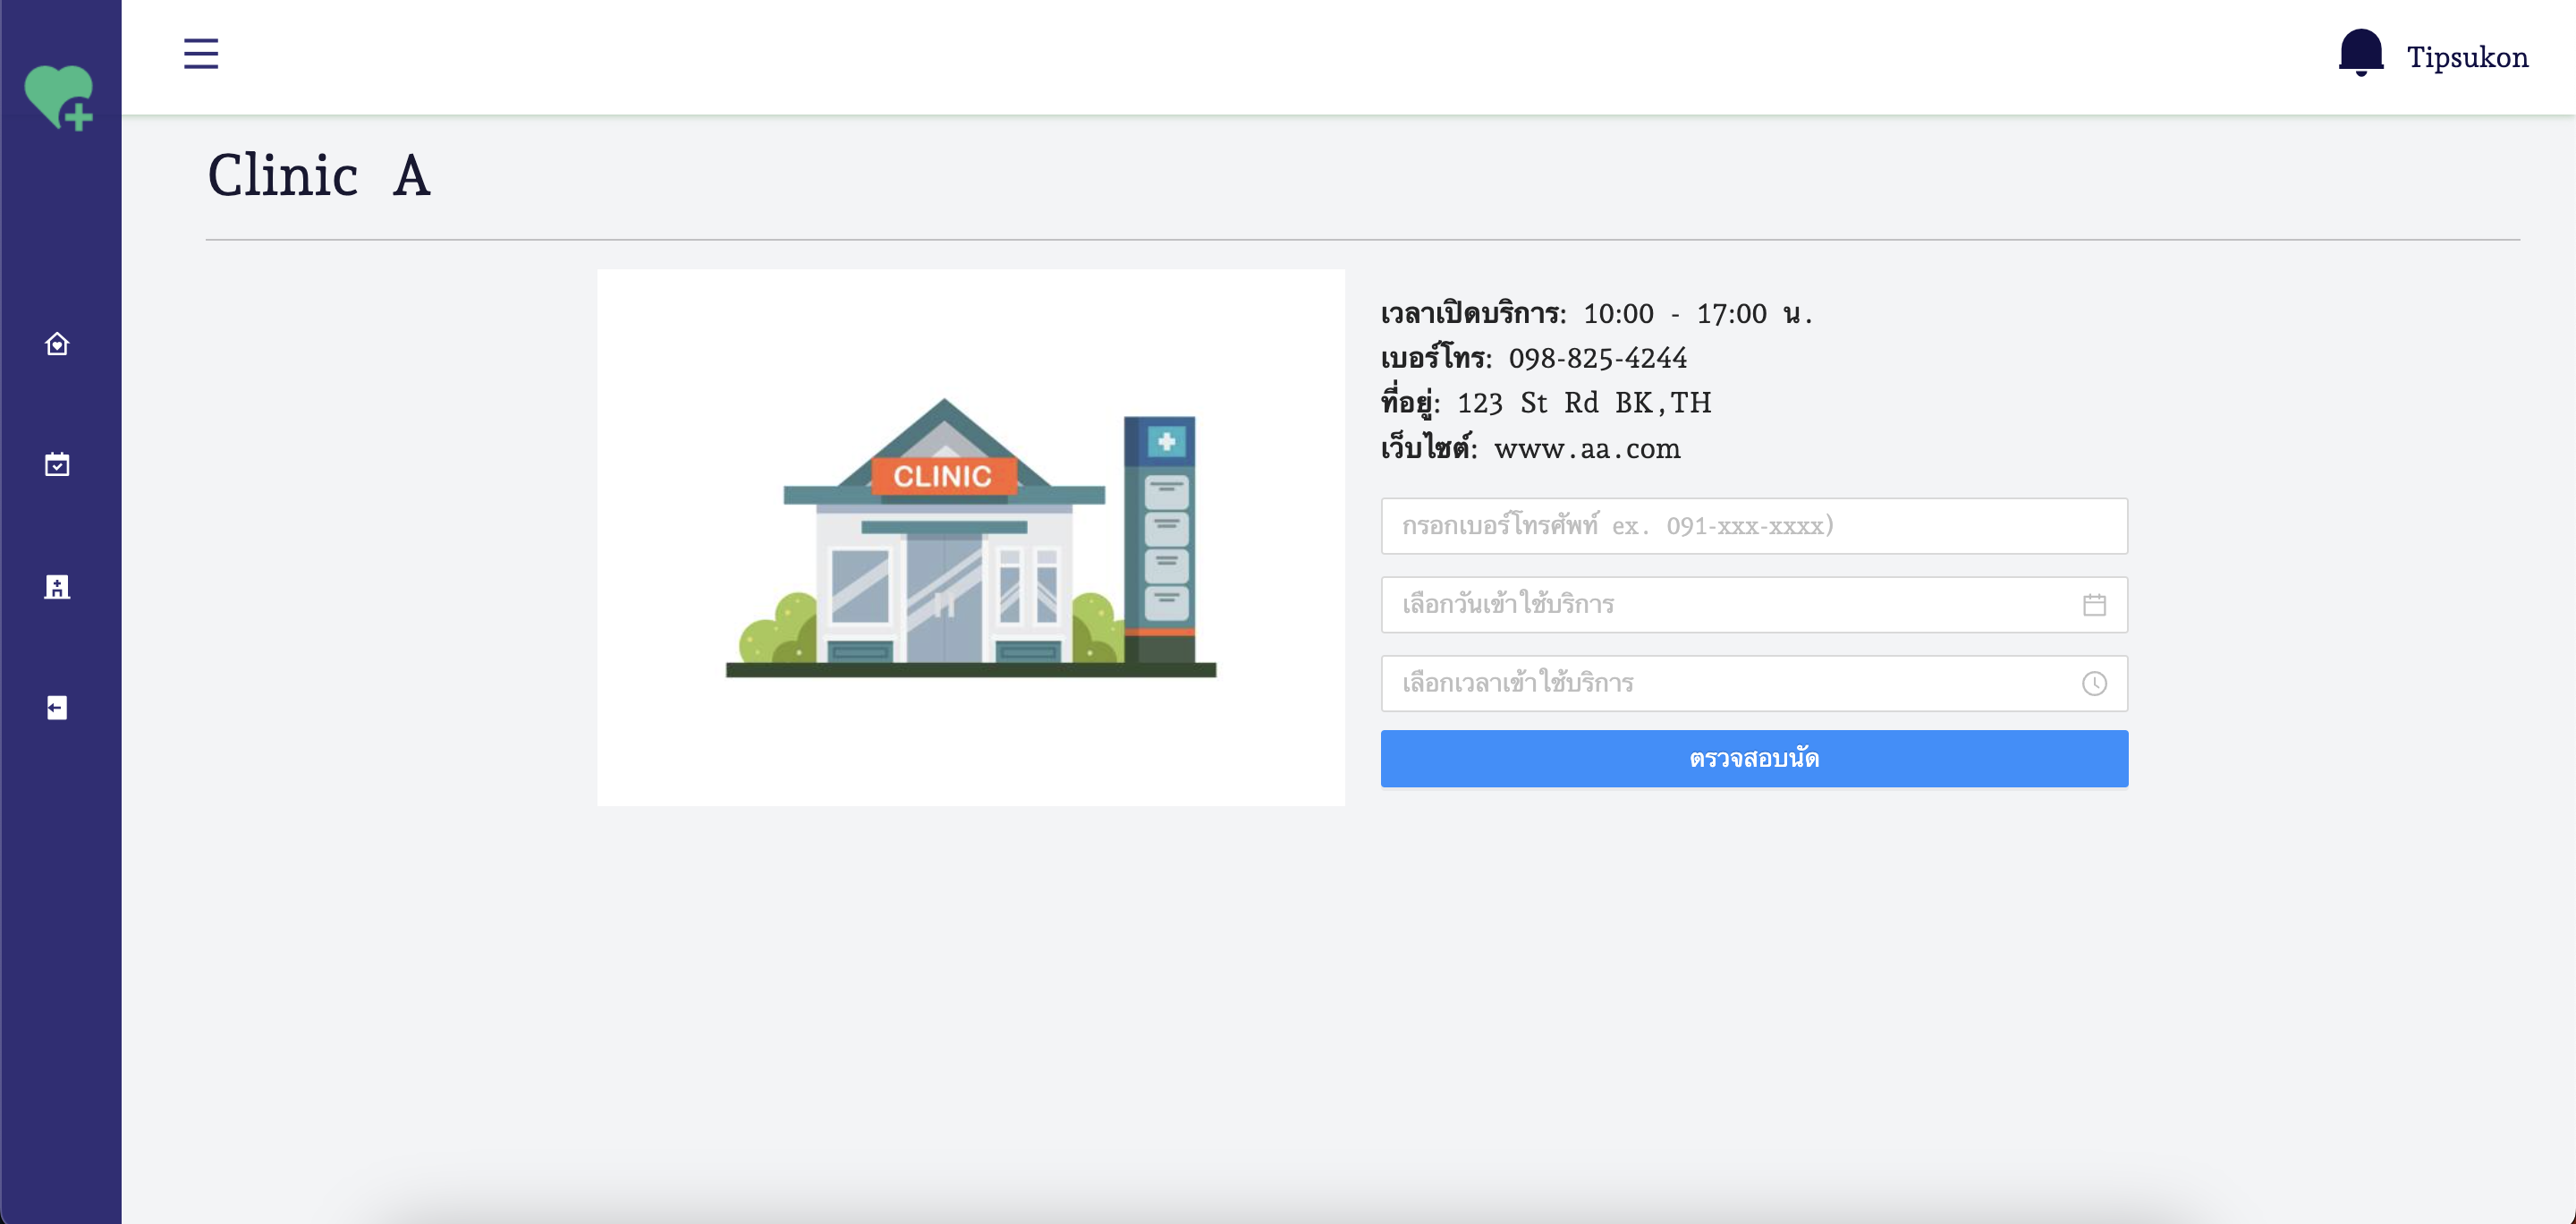 Tipsukon
Clinic A
CLINIC
เวลาเปิดบริการ: 10:00 - 17:00 น.
เบอร์โทร: 098-825-4244
ที่อยู่: 123 St Rd BK,TH
เว็บไซต์: www.aa.com
กรอกเบอร์โทรศัพท์ ex. 091-xxx-xxxx)
เลือกวันเข้าใช้บริการ
เลือกเวลาเข้าใช้บริการ
ตรวจสอบนัด